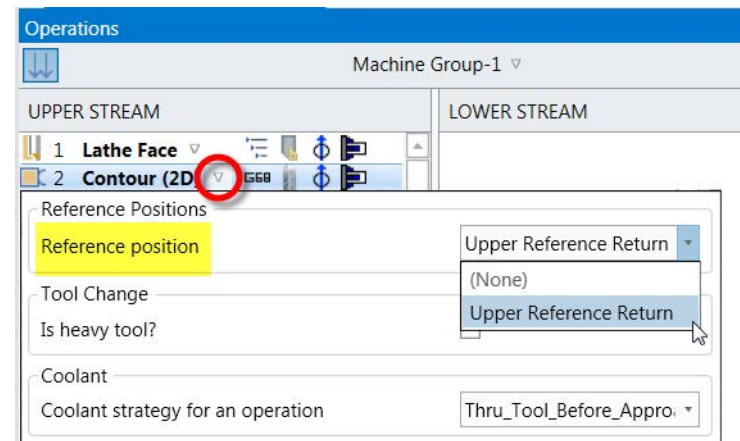 Operations
Machine Group-1
UPPER STREAM
LOWER STREAM
1 Lathe Face
2 Contour (2D)
G68
Reference Positions
Reference position
Upper Reference Return
(None)
Upper Reference Return
Tool Change
Is heavy tool?
Coolant
Coolant strategy for an operation
Thru_Tool_Before_Approa